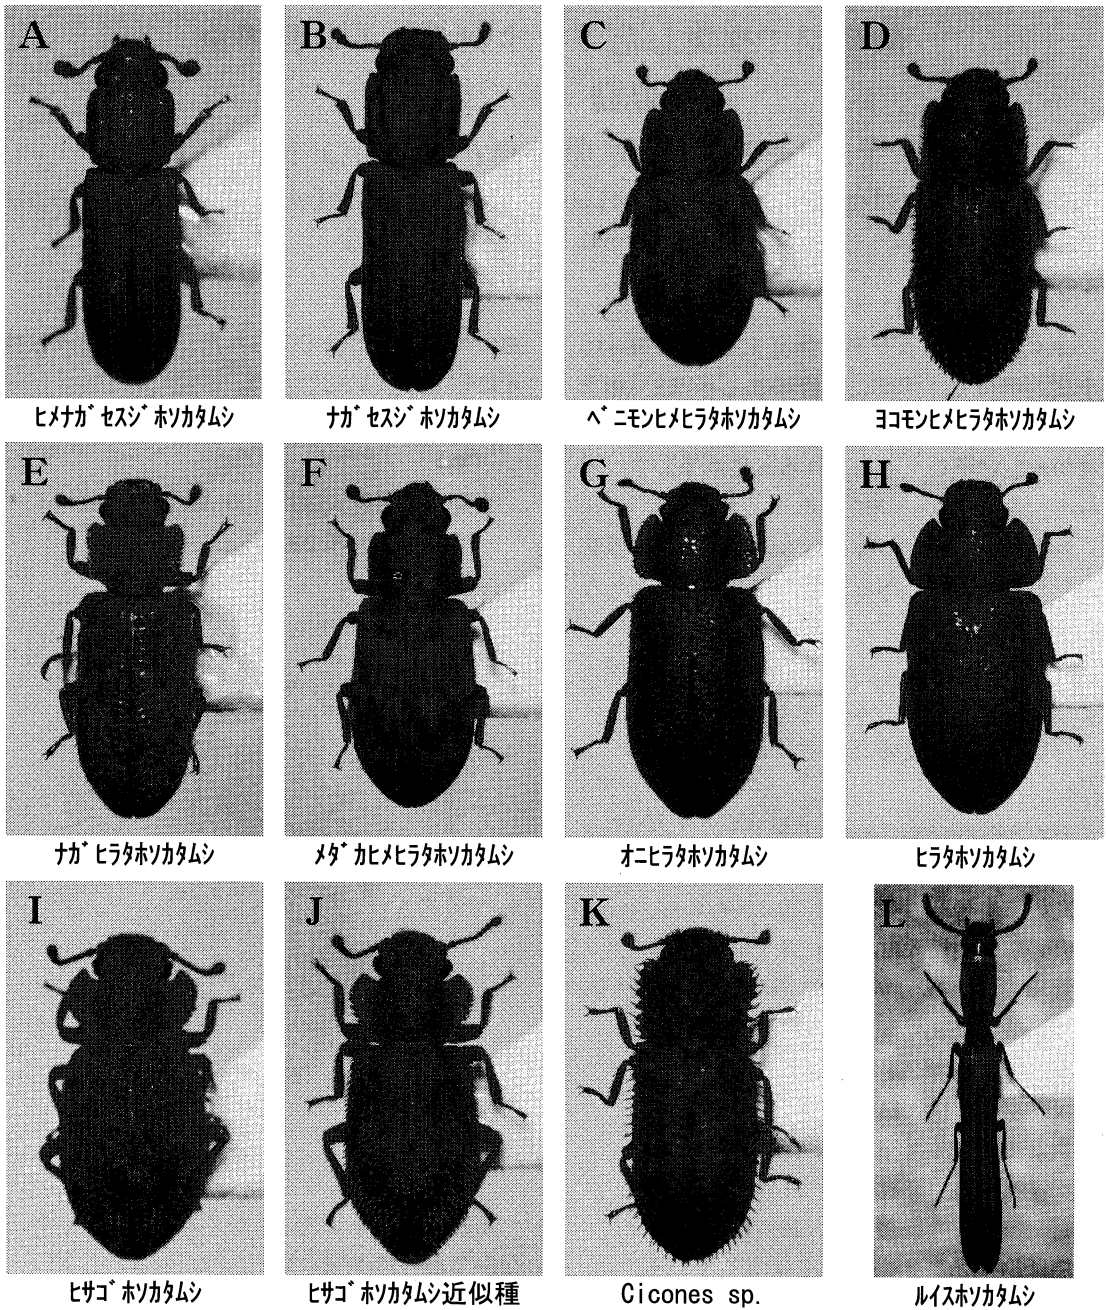 A
B
C
D
ﾋﾒﾅｶﾞｾｽｼﾞﾎｿｶﾀﾑｼ
ﾅｶﾞｾｽｼﾞﾎｿｶﾀﾑｼ
ﾍﾞﾆﾓﾝﾋﾒﾋﾗﾀﾎｿｶﾀﾑｼ
ﾖｺﾓﾝﾋﾒﾋﾗﾀﾎｿｶﾀﾑｼ
E
F
G
H
ﾅｶﾞﾋﾗﾀﾎｿｶﾀﾑｼ
ﾒﾀﾞｶﾋﾒﾋﾗﾀﾎｿｶﾀﾑｼ
ｵﾆﾋﾗﾀﾎｿｶﾀﾑｼ
ﾋﾗﾀﾎｿｶﾀﾑｼ
I
J
K
L
ﾋｻｺﾞﾎｿｶﾀﾑｼ
ﾋｻｺﾞﾎｿｶﾀﾑｼ近似種
Cicones sp.
ﾙｲｽﾎｿｶﾀﾑｼ